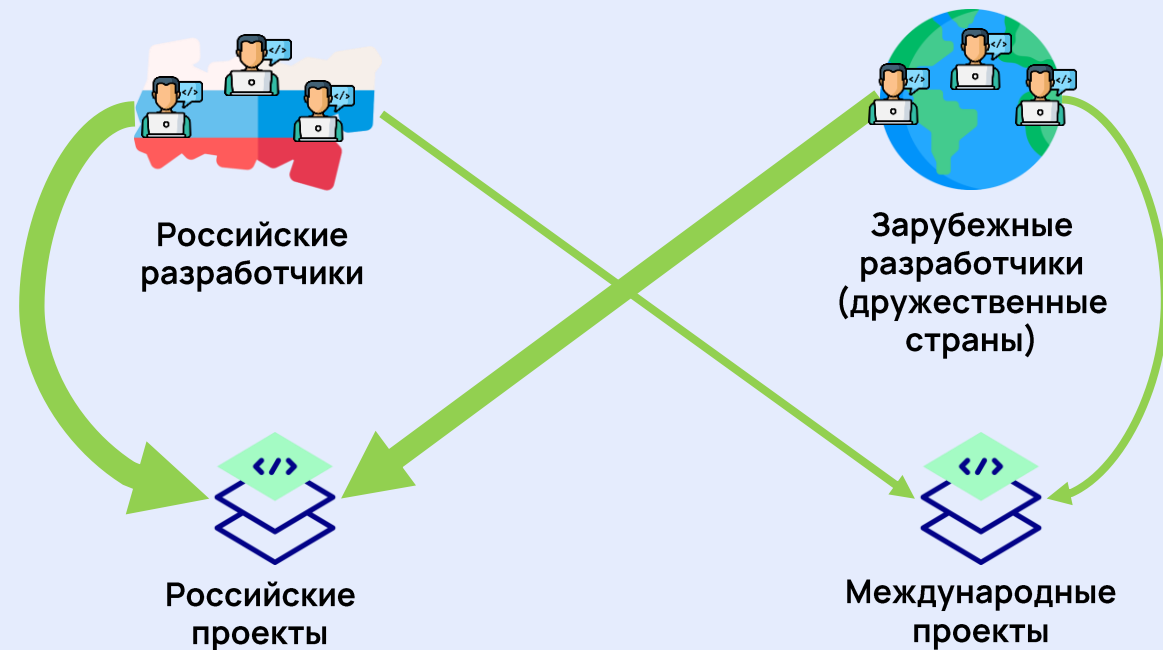 </>
</>
</>
</>
</>
</>
Российские
разработчики
Зарубежные
разработчики
(дружественные
страны)
</>
</>
Российские
проекты
Международные
проекты